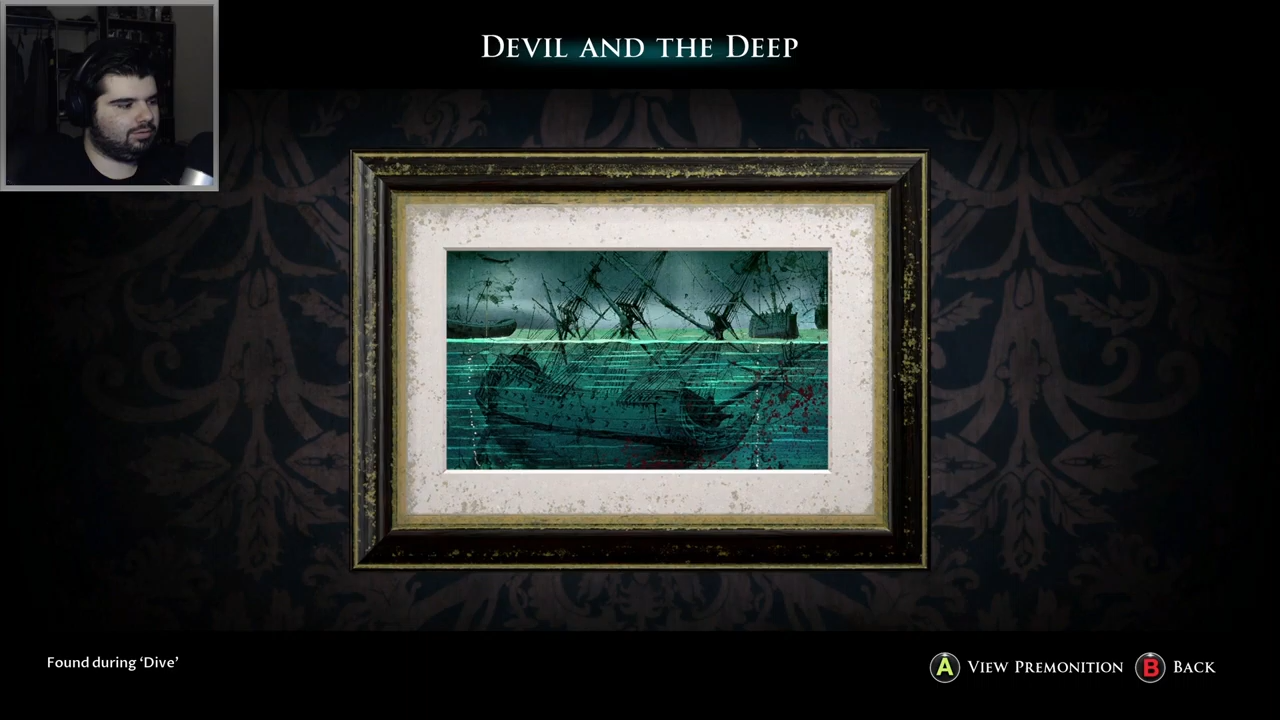 Devil and the Deep
Found during ‘Dive’
A View Premonition B Back